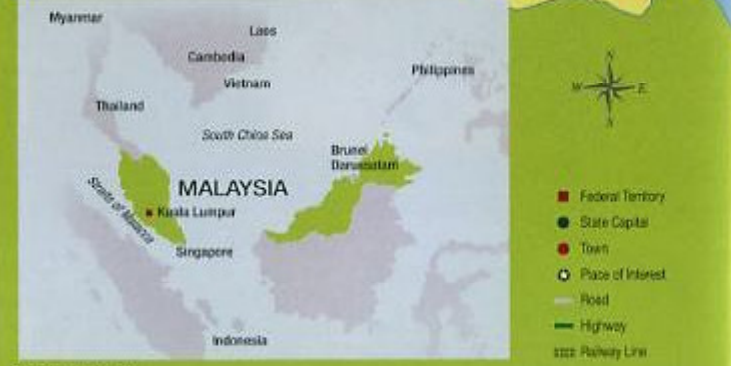 Myanmar
Laos
Cambodia
Vietnam
Philippines
Thailand
South China Sea
Brunei
Darussalam
MALAYSIA
Straits of Malacca
Kuala Lumpur
Singapore
Indonesia
N
W E
Federal Territory
State Capital
Town
Place of Interest
Road
Highway
Railway Line